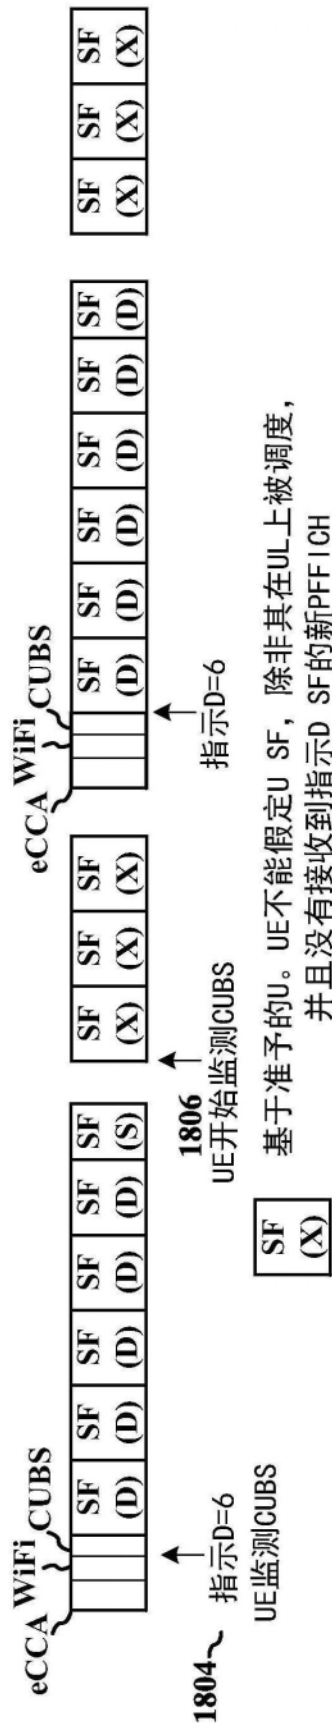 eCCA WiFi CUBS
eCCA WiFi CUBS
SF (D) SF (D) SF (D) SF (D) SF (D) SF (S)
SF (X) SF (X) SF (X)
SF (D) SF (D) SF (D) SF (D) SF (D) SF (D)
SF (X) SF (X) SF (X)
1804
指示D=6
UE监测CUBS
1806
UE开始监测CUBS
指示D=6
SF (X)
基于准予的U。UE不能假定U SF, 除非其在UL上被调度,
并且没有接收到指示D SF的新PFFICH